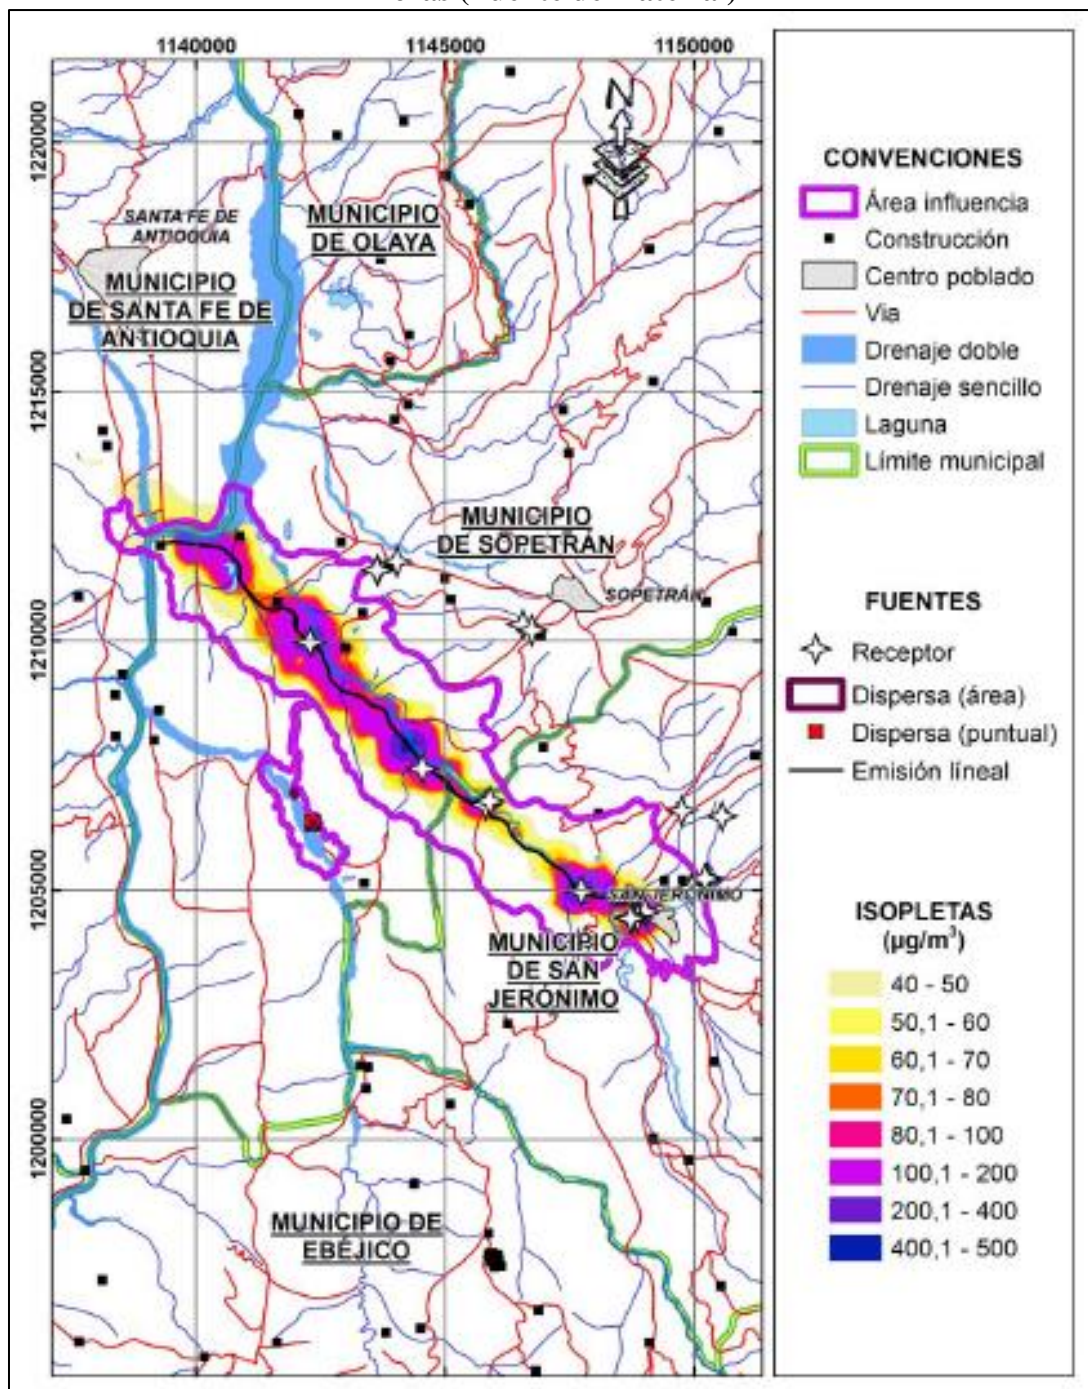 1140000 1145000 1150000
1220000
1215000
1210000
1205000
1200000
N
SANTA FE DE
ANTIOQUIA
MUNICIPIO
DE OLAYA
MUNICIPIO
DE SANTA FE DE
ANTIOQUIA
MUNICIPIO
DE SOPETRÁN
SOPETRÁN
SAN JERÓNIMO
MUNICIPIO
DE SAN
JERÓNIMO
MUNICIPIO DE
EBÉJICO
CONVENCIONES
Área influencia
Construcción
Centro poblado
Via
Drenaje doble
Drenaje sencillo
Laguna
Límite municipal
FUENTES
Receptor
Dispersa (área)
Dispersa (puntual)
Emisión líneal
ISOPLETAS
(µg/m³)
40 - 50
50,1 - 60
60,1 - 70
70,1 - 80
80,1 - 100
100,1 - 200
200,1 - 400
400,1 - 500